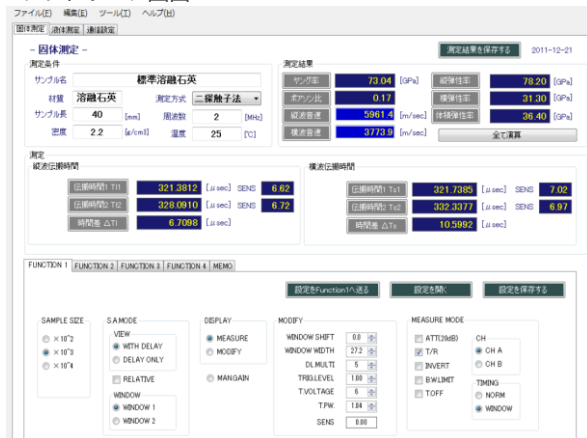 ファイル(F) 編集(E) ツール(T) ヘルプ(H)
固体測定 液体測定 通信設定
- 固体測定 -
測定結果を保存する 2011-12-21
測定条件
サンプル名 標準溶融石英
材質 溶融石英 測定方式 二探触子法
サンプル長 40 [mm] 周波数 2 [MHz]
密度 2.2 [g/cm3] 温度 25 [℃]
測定結果
ヤング率 73.04 [GPa] 縦弾性率 78.20 [GPa]
ポアソン比 0.17 横弾性率 31.30 [GPa]
縦波音速 5961.4 [m/sec] 体積弾性率 36.40 [GPa]
横波音速 3773.9 [m/sec] 全て演算
測定
縦波伝搬時間
伝搬時間1 Tl1 321.3812 [μsec] SENS 6.62
伝搬時間2 Tl2 328.0910 [μsec] SENS 6.72
時間差 △Tl 6.7098 [μsec]
横波伝搬時間
伝搬時間1 Ts1 321.7385 [μsec] SENS 7.02
伝搬時間2 Ts2 332.3377 [μsec] SENS 6.97
時間差 △Ts 10.5992 [μsec]
FUNCTION 1 FUNCTION 2 FUNCTION 3 FUNCTION 4 MEMO
設定をFunction1へ送る 設定を開く 設定を保存する
SAMPLE SIZE
×10^2
×10^3
×10^4
S.A.MODE
VIEW
WITH DELAY
DELAY ONLY
RELATIVE
WINDOW
WINDOW 1
WINDOW 2
DISPLAY
MEASURE
MODIFY
MANGAIN
MODIFY
WINDOW SHIFT 0.0
WINDOW WIDTH 27.2
DL.MULTI 5
TRIG.LEVEL 1.00
T.VOLTAGE 6
T.PW. 1.04
SENS 0.00
MEASURE MODE
ATT(20dB)
T/R
INVERT
B.W.LIMIT
TOFF
CH
CH A
CH B
TIMING
NORM
WINDOW